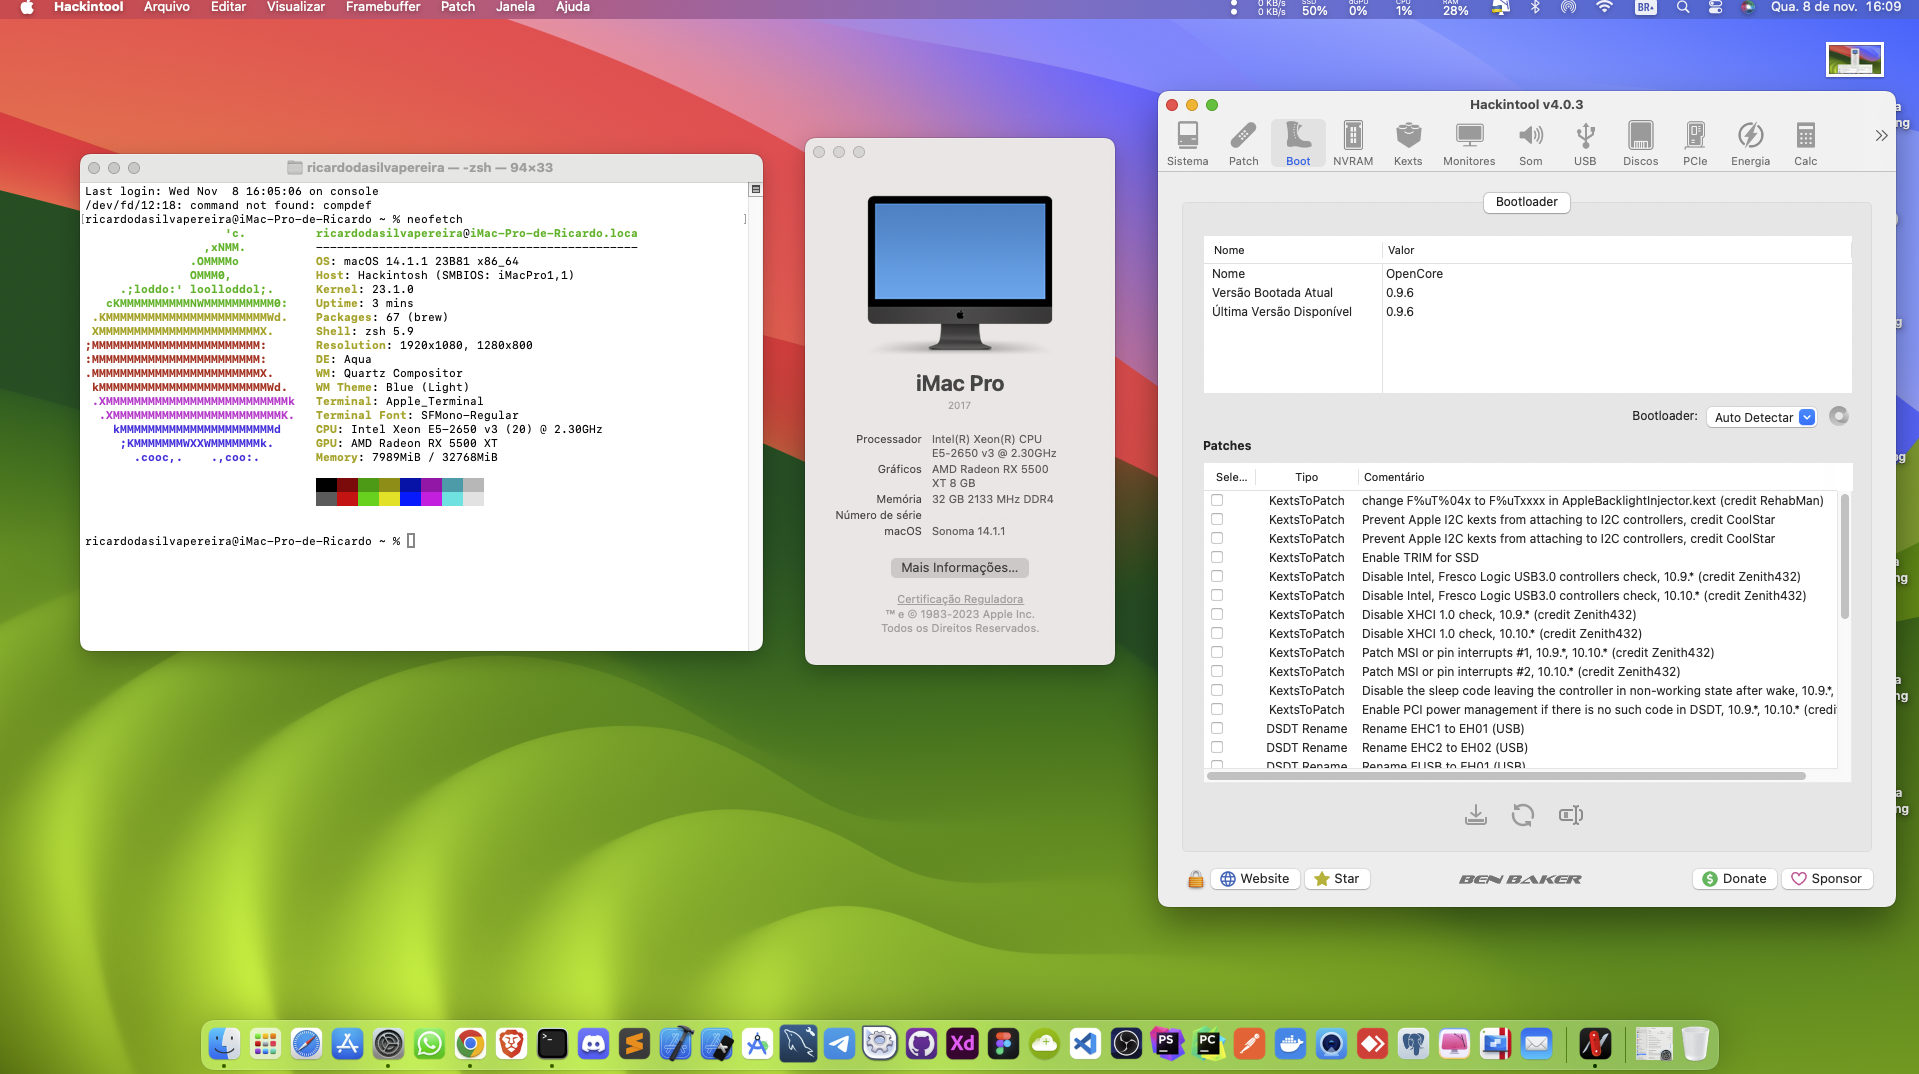 Hackintool Arquivo Editar Visualizar Framebuffer Patch Janela Ajuda
0 KB/s
0 KB/s
SSD
50%
0%
CPU
1%
RAM
28%
BR
Qua. 8 de nov. 16:09
ricardodasilvapereira — -zsh — 94×33
Last login: Wed Nov  8 16:05:06 on console
/dev/fd/12:18: command not found: compdef
[ricardodasilvapereira@iMac-Pro-de-Ricardo ~ % neofetch ]
'c. ricardodasilvapereira@iMac-Pro-de-Ricardo.loca
,xNMM. ----------------------------------------------
.OMMMMo OS: macOS 14.1.1 23B81 x86_64
OMMM0, Host: Hackintosh (SMBIOS: iMacPro1,1)
.;loddo:' loolloddol;. Kernel: 23.1.0
cKMMMMMMMMMMNWMMMMMMMMMM0: Uptime: 3 mins
.KMMMMMMMMMMMMMMMMMMMMMMMWd. Packages: 67 (brew)
XMMMMMMMMMMMMMMMMMMMMMMMX. Shell: zsh 5.9
;MMMMMMMMMMMMMMMMMMMMMMMM: Resolution: 1920x1080, 1280x800
:MMMMMMMMMMMMMMMMMMMMMMMM: DE: Aqua
.MMMMMMMMMMMMMMMMMMMMMMMMX. WM: Quartz Compositor
kMMMMMMMMMMMMMMMMMMMMMMMMWd. WM Theme: Blue (Light)
.XMMMMMMMMMMMMMMMMMMMMMMMMMMk Terminal: Apple_Terminal
.XMMMMMMMMMMMMMMMMMMMMMMMMK. Terminal Font: SFMono-Regular
kMMMMMMMMMMMMMMMMMMMMMMd CPU: Intel Xeon E5-2650 v3 (20) @ 2.30GHz
;KMMMMMMMWXXWMMMMMMMk. GPU: AMD Radeon RX 5500 XT
.cooc,. .,coo:. Memory: 7989MiB / 32768MiB
ricardodasilvapereira@iMac-Pro-de-Ricardo ~ %
iMac Pro
2017
Processador Intel(R) Xeon(R) CPU
E5-2650 v3 @ 2.30GHz
Gráficos AMD Radeon RX 5500
XT 8 GB
Memória 32 GB 2133 MHz DDR4
Número de série
macOS Sonoma 14.1.1
Mais Informações...
Certificação Reguladora
™ e © 1983-2023 Apple Inc.
Todos os Direitos Reservados.
Hackintool v4.0.3
Sistema Patch Boot NVRAM Kexts Monitores Som USB Discos PCIe Energia Calc
Bootloader
Nome Valor
Nome OpenCore
Versão Bootada Atual 0.9.6
Última Versão Disponível 0.9.6
Bootloader: Auto Detectar
Patches
Sele... Tipo Comentário
KextsToPatch change F%uT%04x to F%uTxxxx in AppleBacklightInjector.kext (credit RehabMan)
KextsToPatch Prevent Apple I2C kexts from attaching to I2C controllers, credit CoolStar
KextsToPatch Prevent Apple I2C kexts from attaching to I2C controllers, credit CoolStar
KextsToPatch Enable TRIM for SSD
KextsToPatch Disable Intel, Fresco Logic USB3.0 controllers check, 10.9.* (credit Zenith432)
KextsToPatch Disable Intel, Fresco Logic USB3.0 controllers check, 10.10.* (credit Zenith432)
KextsToPatch Disable XHCI 1.0 check, 10.9.* (credit Zenith432)
KextsToPatch Disable XHCI 1.0 check, 10.10.* (credit Zenith432)
KextsToPatch Patch MSI or pin interrupts #1, 10.9.*, 10.10.* (credit Zenith432)
KextsToPatch Patch MSI or pin interrupts #2, 10.10.* (credit Zenith432)
KextsToPatch Disable the sleep code leaving the controller in non-working state after wake, 10.9.*,
KextsToPatch Enable PCI power management if there is no such code in DSDT, 10.9.*, 10.10.* (credi
DSDT Rename Rename EHC1 to EH01 (USB)
DSDT Rename Rename EHC2 to EH02 (USB)
DSDT Rename Rename EUSB to EH01 (USB)
Website Star BEN BAKER Donate Sponsor
Xd PS PC